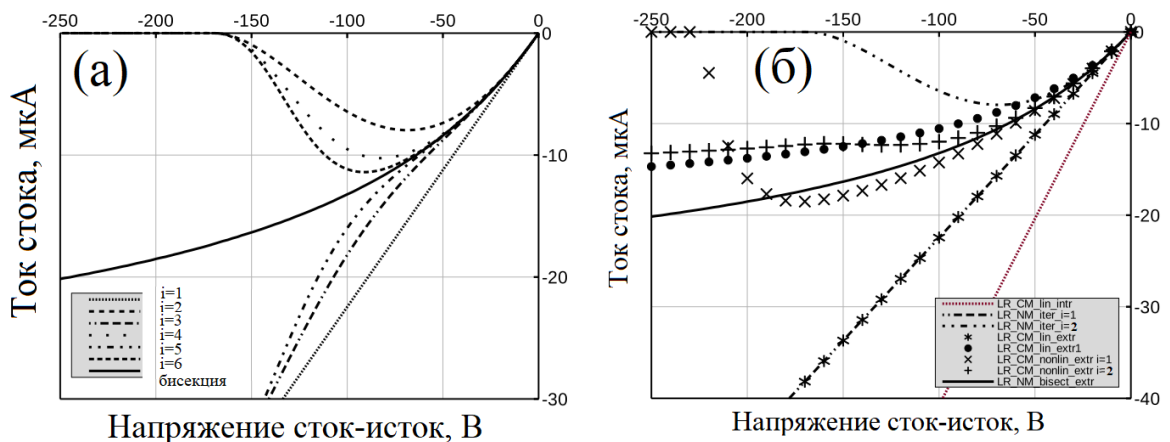 -250 -200 -150 -100 -50 0
(а)
Ток стока, мкА
-10
-20
-30
i=1
i=2
i=3
i=4
i=5
i=6
бисекция
Напряжение сток-исток, В
-250 -200 -150 -100 -50 0
(б)
Ток стока, мкА
0
-10
-20
-30
-40
LR_CM_lin_intr
LR_NM_iter_i=1
LR_NM_iter_i=2
LR_CM_lin_extr
LR_CM_lin_extr1
LR_CM_nonlin_extr i=1
LR_CM_nonlin_extr i=2
LR_NM_bisect_extr
Напряжение сток-исток, В